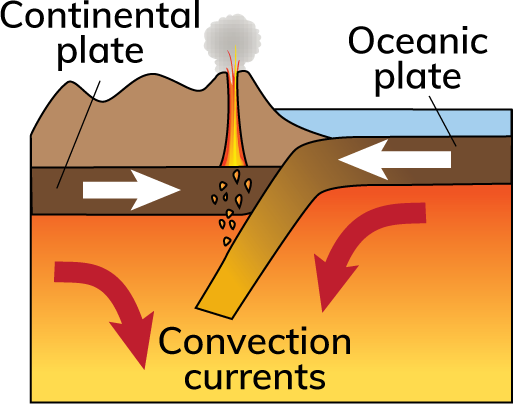 Continental
plate
Oceanic
plate
Convection
currents